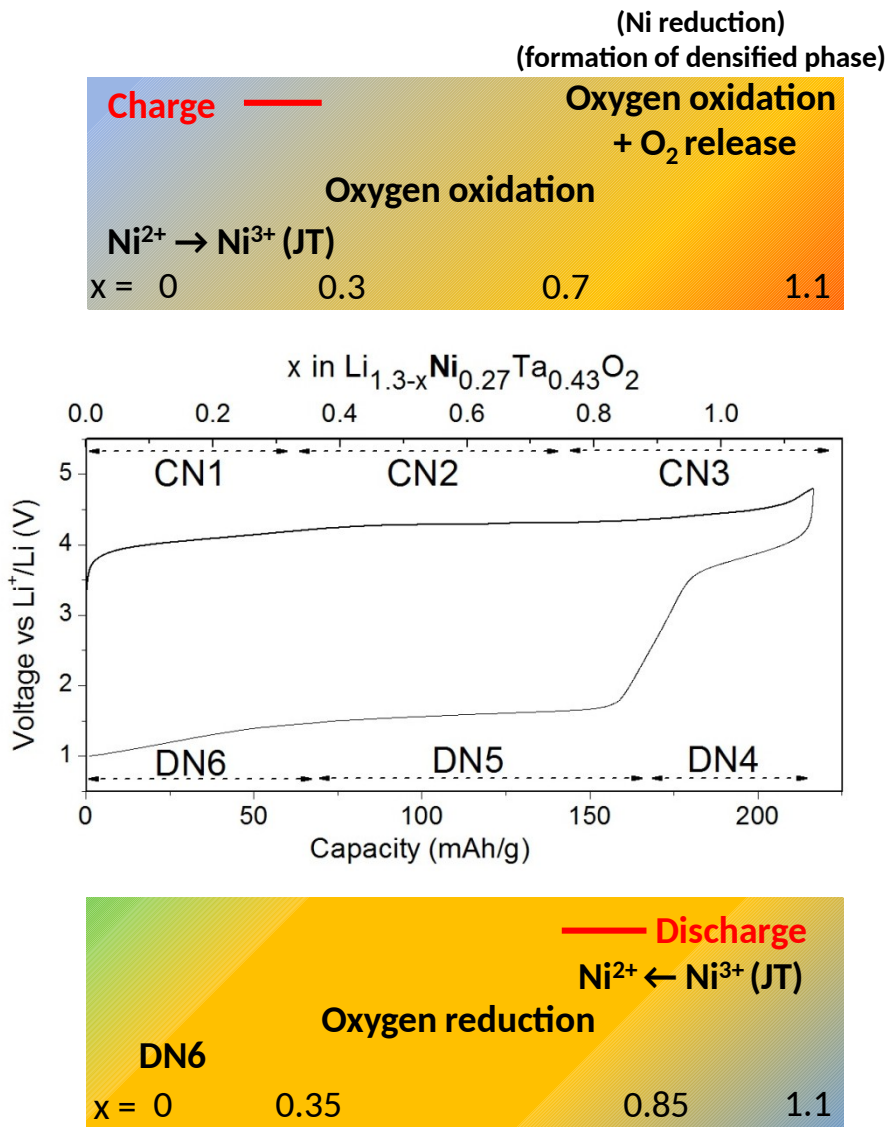 (Ni reduction)
(formation of densified phase)
Charge
Oxygen oxidation
+ O₂ release
Oxygen oxidation
Ni²⁺ → Ni³⁺ (JT)
x = 0 0.3 0.7 1.1
x in Li₁.₃₋ₓNi₀.₂₇Ta₀.₄₃O₂
0.0 0.2 0.4 0.6 0.8 1.0
CN1 CN2 CN3
5
4
3
2
1
Voltage vs Li⁺/Li (V)
DN6 DN5 DN4
0 50 100 150 200
Capacity (mAh/g)
Discharge
Ni²⁺ ← Ni³⁺ (JT)
Oxygen reduction
DN6
x = 0 0.35 0.85 1.1